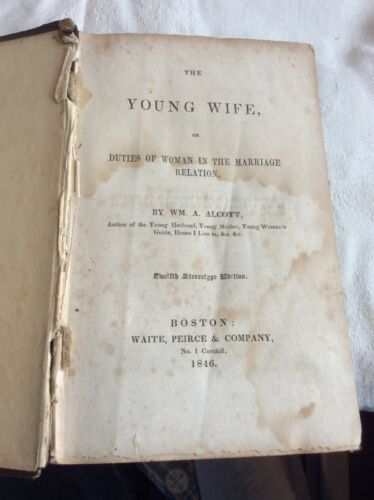 THE
YOUNG WIFE,
OR
DUTIES OF WOMAN IN THE MARRIAGE
RELATION.
BY WM. A. ALCOTT,
Author of the Young Husband, Young Mother, Young Woman's
Guide, House I Live in, &c. &c.
Twelfth Stereotype Edition.
BOSTON:
WAITE, PEIRCE & COMPANY,
No. 1 Cornhill.
1846.